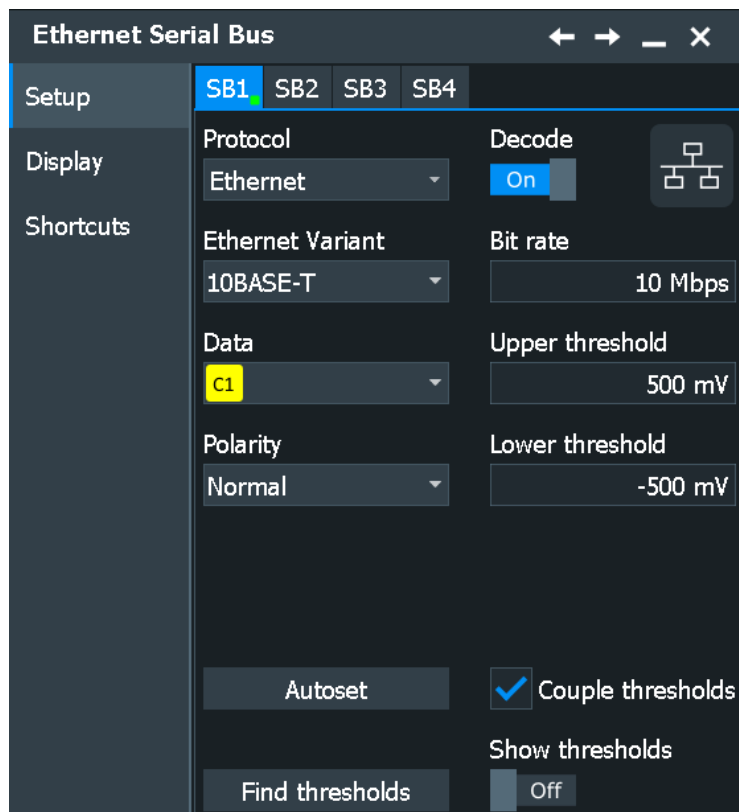 Ethernet Serial Bus
Setup
Display
Shortcuts
SB1 SB2 SB3 SB4
Protocol Decode
Ethernet On
Ethernet Variant Bit rate
10BASE-T 10 Mbps
Data Upper threshold
C1 500 mV
Polarity Lower threshold
Normal -500 mV
Autoset Couple thresholds
Show thresholds
Find thresholds Off